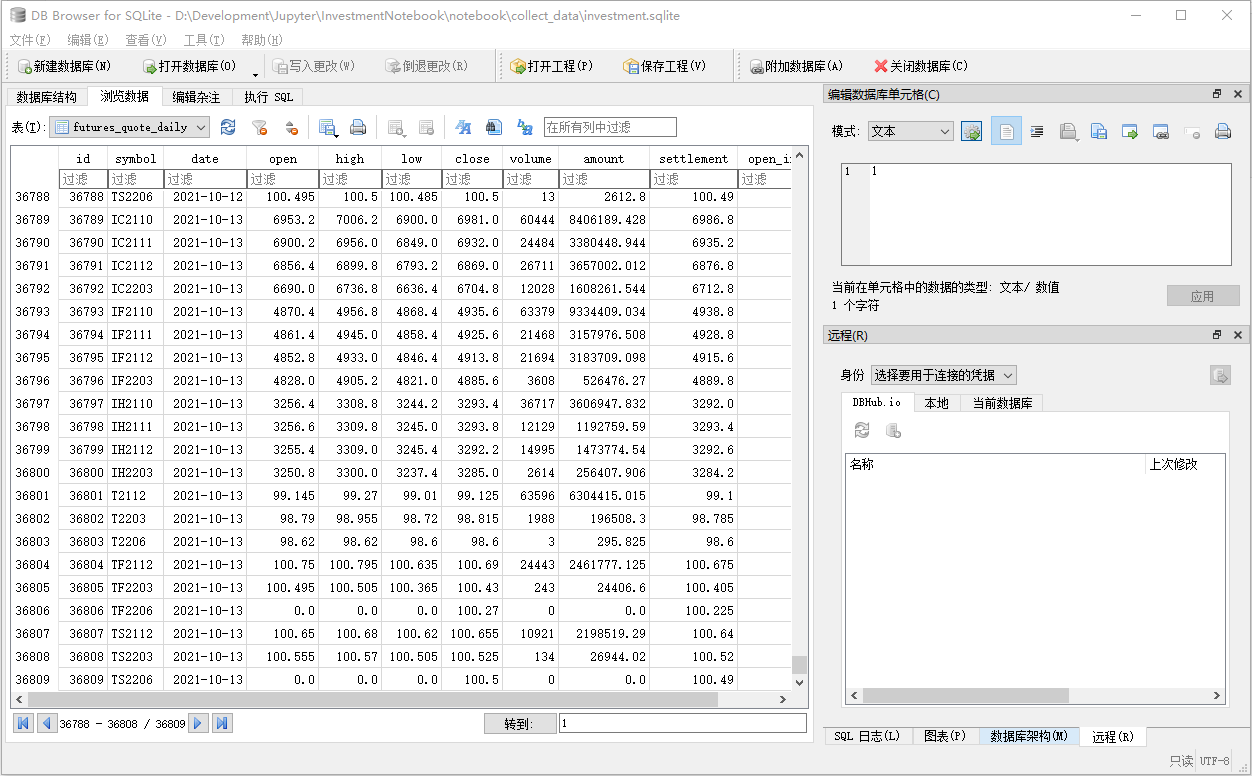 DB Browser for SQLite - D:\Development\Jupyter\InvestmentNotebook\notebook\collect_data\investment.sqlite
文件(F) 编辑(E) 查看(V) 工具(T) 帮助(H)
新建数据库(N) 打开数据库(O) 写入更改(W) 倒退更改(R) 打开工程(P) 保存工程(V) 附加数据库(A) 关闭数据库(C)
数据库结构 浏览数据 编辑杂注 执行 SQL
表(T): futures_quote_daily 在所有列中过滤
id symbol date open high low close volume amount settlement open_i
过滤 过滤 过滤 过滤 过滤 过滤 过滤 过滤 过滤 过滤 过滤
36788 36788 TS2206 2021-10-12 100.495 100.5 100.485 100.5 13 2612.8 100.49
36789 36789 IC2110 2021-10-13 6953.2 7006.2 6900.0 6981.0 60444 8406189.428 6986.8
36790 36790 IC2111 2021-10-13 6900.2 6956.0 6849.0 6932.0 24484 3380448.944 6935.2
36791 36791 IC2112 2021-10-13 6856.4 6899.8 6793.2 6869.0 26711 3657002.012 6876.8
36792 36792 IC2203 2021-10-13 6690.0 6736.8 6636.4 6704.8 12028 1608261.544 6712.8
36793 36793 IF2110 2021-10-13 4870.4 4956.8 4868.4 4935.6 63379 9334409.034 4938.8
36794 36794 IF2111 2021-10-13 4861.4 4945.0 4858.4 4925.6 21468 3157976.508 4928.8
36795 36795 IF2112 2021-10-13 4852.8 4933.0 4846.4 4913.8 21694 3183709.098 4915.6
36796 36796 IF2203 2021-10-13 4828.0 4905.2 4821.0 4885.6 3608 526476.27 4889.8
36797 36797 IH2110 2021-10-13 3256.4 3308.8 3244.2 3293.4 36717 3606947.832 3292.0
36798 36798 IH2111 2021-10-13 3256.6 3309.8 3245.0 3293.8 12129 1192759.59 3293.4
36799 36799 IH2112 2021-10-13 3255.4 3309.0 3245.4 3292.2 14995 1473774.54 3292.6
36800 36800 IH2203 2021-10-13 3250.8 3300.0 3237.4 3285.0 2614 256407.906 3284.2
36801 36801 T2112 2021-10-13 99.145 99.27 99.01 99.125 63596 6304415.015 99.1
36802 36802 T2203 2021-10-13 98.79 98.955 98.72 98.815 1988 196508.3 98.785
36803 36803 T2206 2021-10-13 98.62 98.62 98.6 98.6 3 295.825 98.6
36804 36804 TF2112 2021-10-13 100.75 100.795 100.635 100.69 24443 2461777.125 100.675
36805 36805 TF2203 2021-10-13 100.495 100.505 100.365 100.43 243 24406.6 100.405
36806 36806 TF2206 2021-10-13 0.0 0.0 0.0 100.27 0 0.0 100.225
36807 36807 TS2112 2021-10-13 100.65 100.68 100.62 100.655 10921 2198519.29 100.64
36808 36808 TS2203 2021-10-13 100.555 100.57 100.505 100.525 134 26944.02 100.52
36809 36809 TS2206 2021-10-13 0.0 0.0 0.0 100.5 0 0.0 100.49
36788 - 36808 / 36809 转到: 1
编辑数据库单元格(C)
模式: 文本
1 1
当前在单元格中的数据的类型: 文本/ 数值
1 个字符
应用
远程(R)
身份 选择要用于连接的凭据
DBHub.io 本地 当前数据库
名称 上次修改
SQL 日志(L) 图表(P) 数据库架构(M) 远程(R)
只读 UTF-8